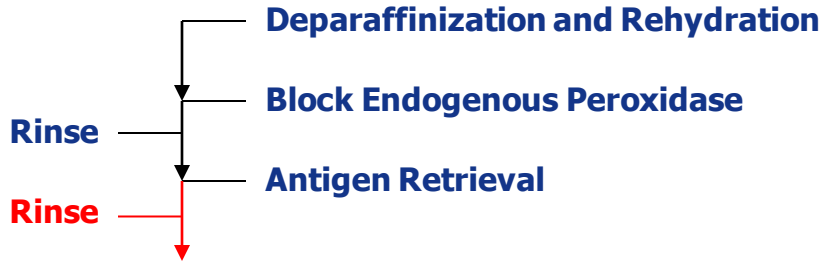 Deparaffinization and Rehydration
Block Endogenous Peroxidase
Rinse
Antigen Retrieval
Rinse